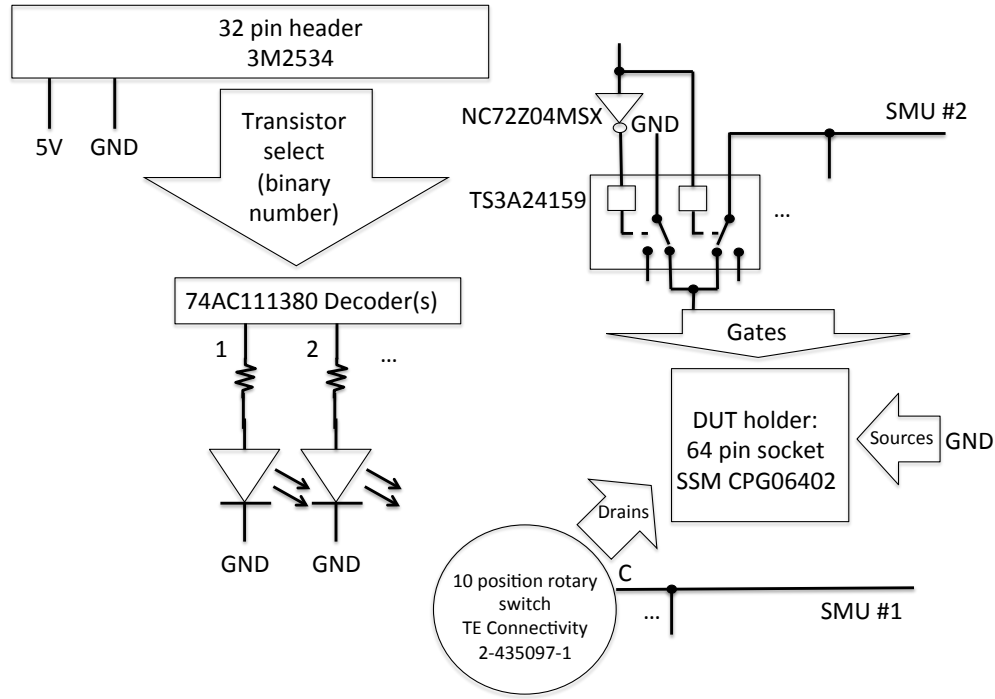 32 pin header
3M2534
5V
GND
Transistor
select
(binary
number)
74AC111380 Decoder(s)
1
2
...
GND
GND
NC72Z04MSX
GND
SMU #2
TS3A24159
...
Gates
DUT holder:
64 pin socket
SSM CPG06402
Sources
GND
Drains
10 position rotary
switch
TE Connectivity
2-435097-1
C
...
SMU #1